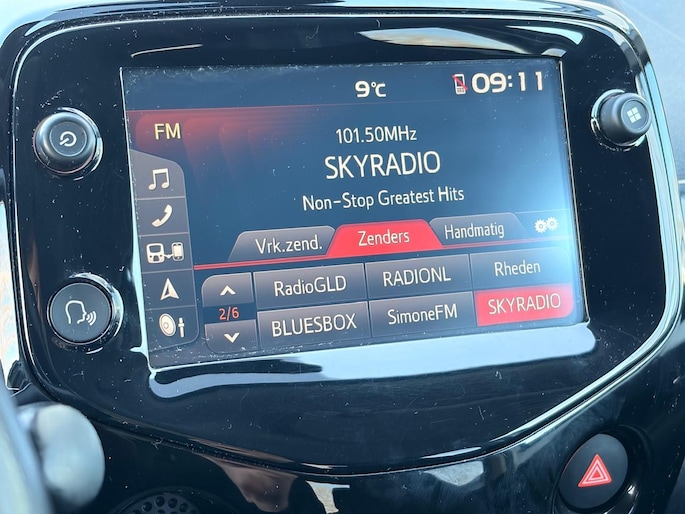 9°C
09:11
FM
101.50MHz
SKYRADIO
Non-Stop Greatest Hits
Vrk.zend.
Zenders
Handmatig
RadioGLD
RADIONL
Rheden
2/6
BLUESBOX
SimoneFM
SKYRADIO